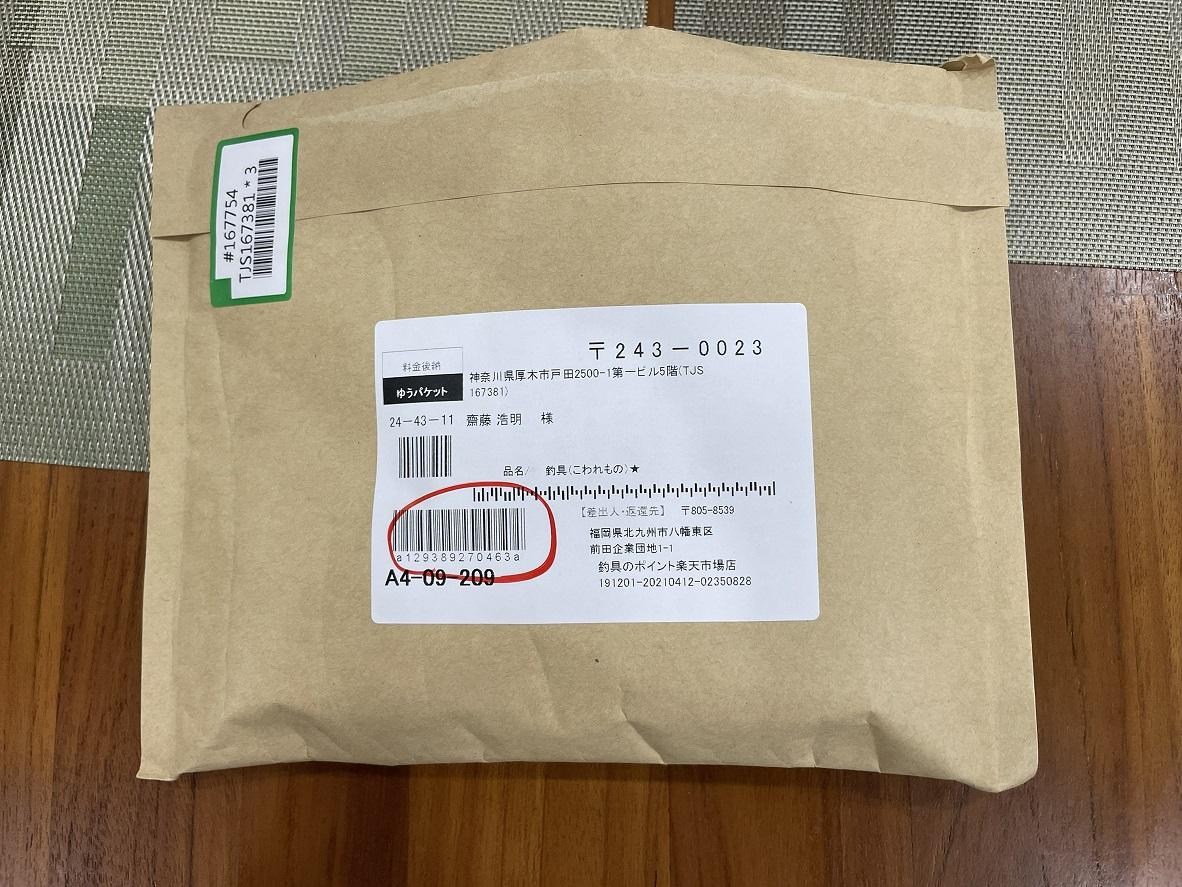 #167754
TJS167381*3
〒243－0023
料金後納
ゆうパケット
神奈川県厚木市戸田2500-1第一ビル5階(TJS
167381)
24－43－11 齋藤 浩明 様
品名/ 釣具(こわれもの)★
【差出人・返還先】 〒805-8539
福岡県北九州市八幡東区
前田企業団地1-1
a129389270463a
釣具のポイント楽天市場店
A4-09-209
191201-20210412-02350828